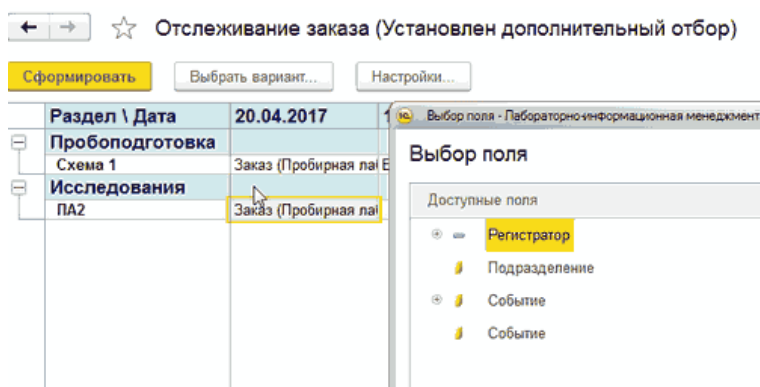 Отслеживание заказа (Установлен дополнительный отбор)
Сформировать Выбрать вариант... Настройки...
Раздел \ Дата 20.04.2017
Выбор поля - Лабораторно-информационная менеджмент
Пробоподготовка
Схема 1 Заказ (Пробирная ла
Исследования
ПА2 Заказ (Пробирная ла
Выбор поля
Доступные поля
Регистратор
Подразделение
Событие
Событие